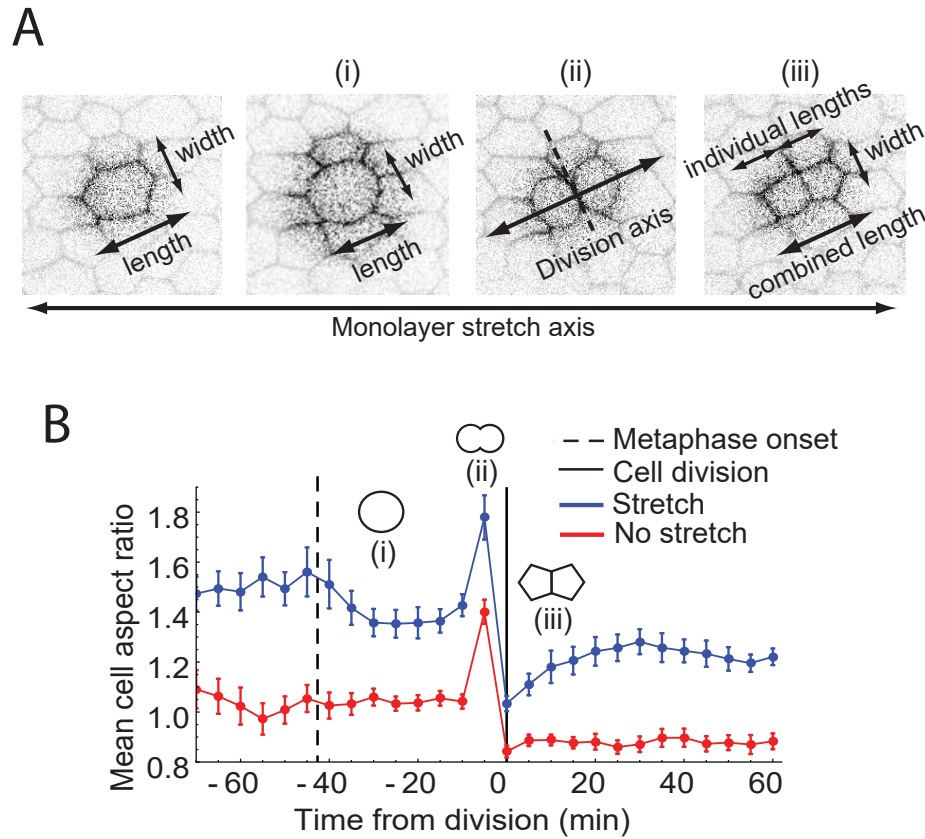 A
(i)
(ii)
(iii)
width
length
width
length
Division axis
individual lengths
width
combined length
Monolayer stretch axis
B
(i)
(ii)
(iii)
Metaphase onset
Cell division
Stretch
No stretch
Mean cell aspect ratio
1.8
1.6
1.4
1.2
1.0
0.8
-60
-40
-20
0
20
40
60
Time from division (min)